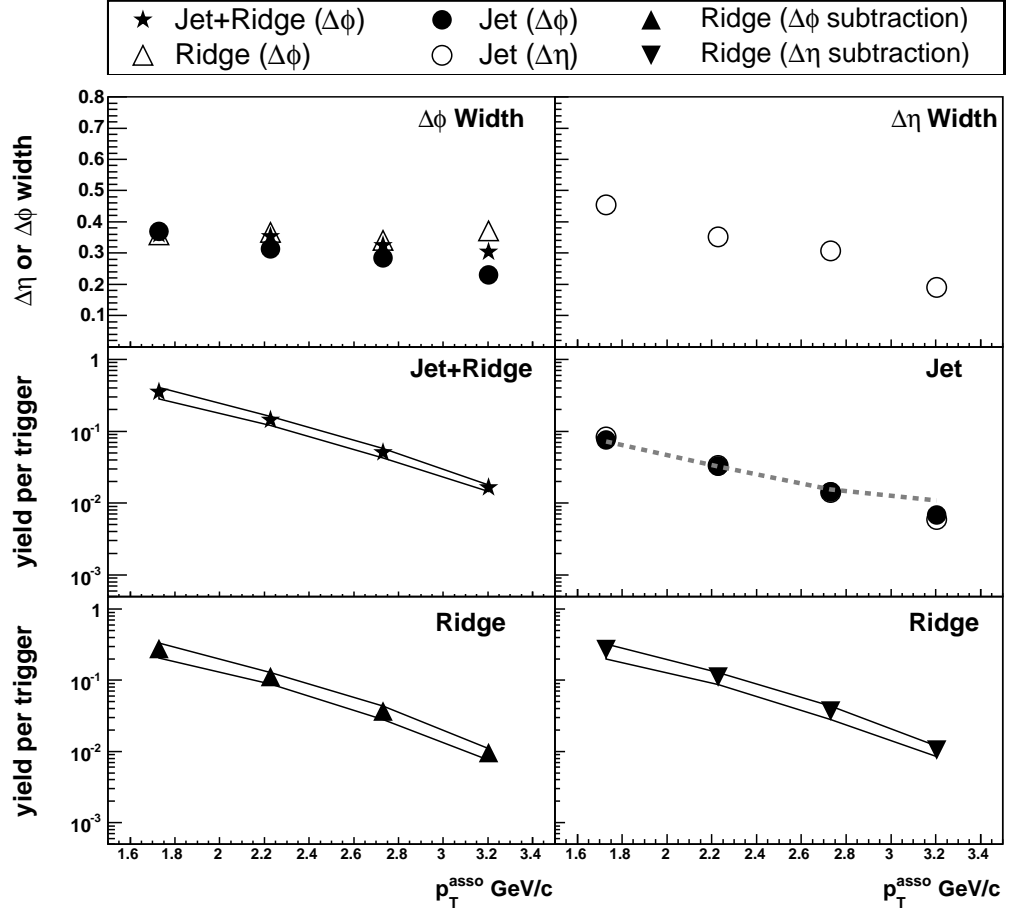 ★ Jet+Ridge (Δϕ) ● Jet (Δϕ) ▲ Ridge (Δϕ subtraction)
△ Ridge (Δϕ) ○ Jet (Δη) ▼ Ridge (Δη subtraction)
Δϕ Width
Δη Width
Δη or Δϕ width
0.8
0.7
0.6
0.5
0.4
0.3
0.2
0.1
Jet+Ridge
Jet
yield per trigger
1
10⁻¹
10⁻²
10⁻³
Ridge
Ridge
yield per trigger
1
10⁻¹
10⁻²
10⁻³
1.6 1.8 2 2.2 2.4 2.6 2.8 3 3.2 3.4
1.6 1.8 2 2.2 2.4 2.6 2.8 3 3.2 3.4
p_T^asso GeV/c
p_T^asso GeV/c